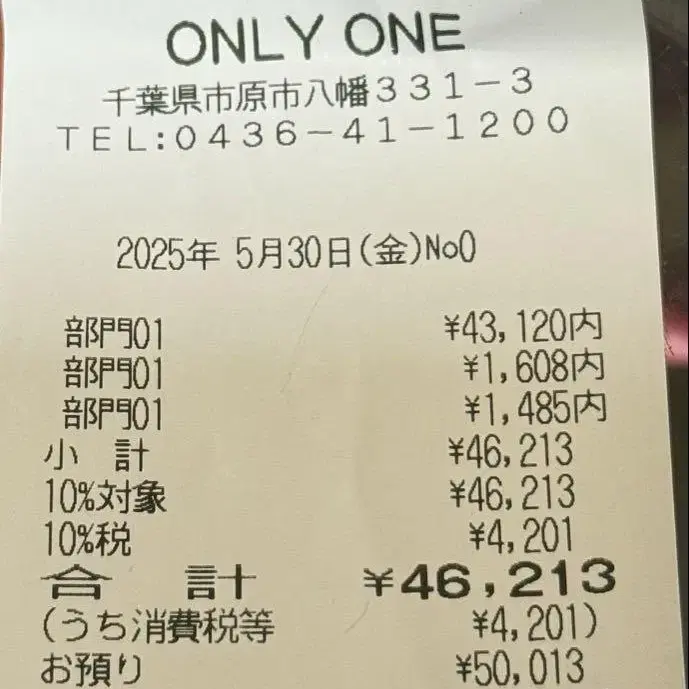 ONLY ONE
千葉県市原市八幡331-3
TEL:0436-41-1200
2025年 5月30日(金)No0
部門01 ¥43,120内
部門01 ¥1,608内
部門01 ¥1,485内
小 計 ¥46,213
10%対象 ¥46,213
10%税 ¥4,201
合 計 ¥46,213
(うち消費税等 ¥4,201)
お預り ¥50,013